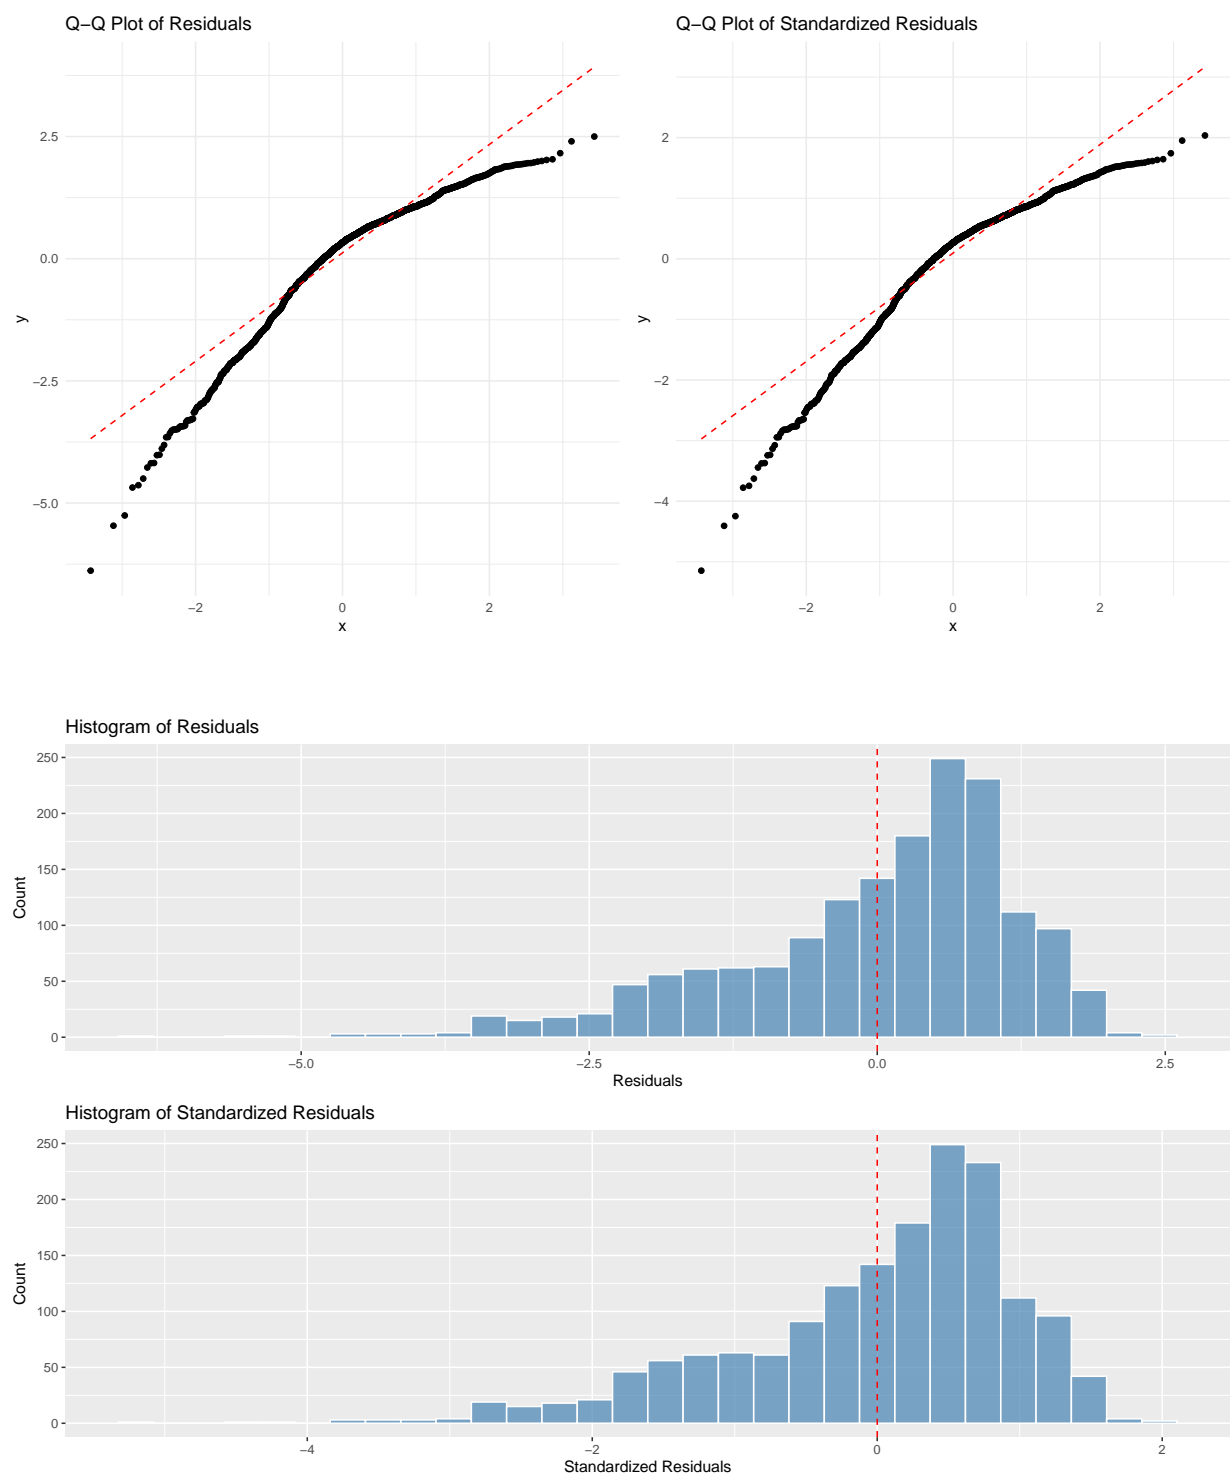 Q−Q Plot of Residuals
2.5
0.0
−2.5
−5.0
y
−2
0
2
x
Q−Q Plot of Standardized Residuals
2
0
−2
−4
y
−2
0
2
x
Histogram of Residuals
250
200
150
100
50
0
Count
−5.0
−2.5
0.0
2.5
Residuals
Histogram of Standardized Residuals
250
200
150
100
50
0
Count
−4
−2
0
2
Standardized Residuals